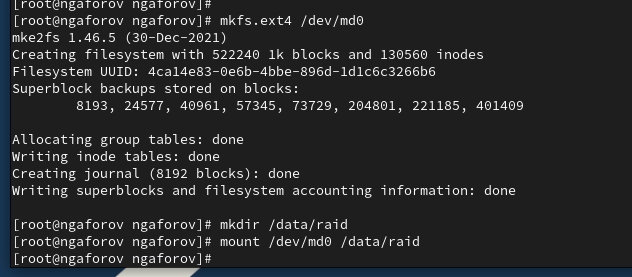 [root@ngaforov ngaforov]#
[root@ngaforov ngaforov]# mkfs.ext4 /dev/md0
mke2fs 1.46.5 (30-Dec-2021)
Creating filesystem with 522240 1k blocks and 130560 inodes
Filesystem UUID: 4ca14e83-0e6b-4bbe-896d-1d1c6c3266b6
Superblock backups stored on blocks:
        8193, 24577, 40961, 57345, 73729, 204801, 221185, 401409

Allocating group tables: done
Writing inode tables: done
Creating journal (8192 blocks): done
Writing superblocks and filesystem accounting information: done

[root@ngaforov ngaforov]# mkdir /data/raid
[root@ngaforov ngaforov]# mount /dev/md0 /data/raid
[root@ngaforov ngaforov]#